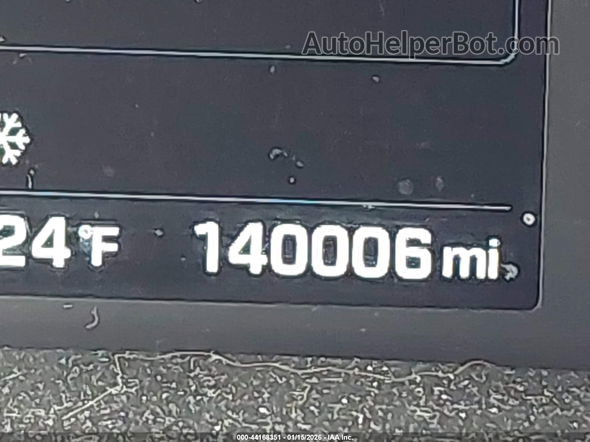 AutoHelperBot.com
24°F 140006 mi
000-44168351 - 01/15/2026 - IAA Inc.